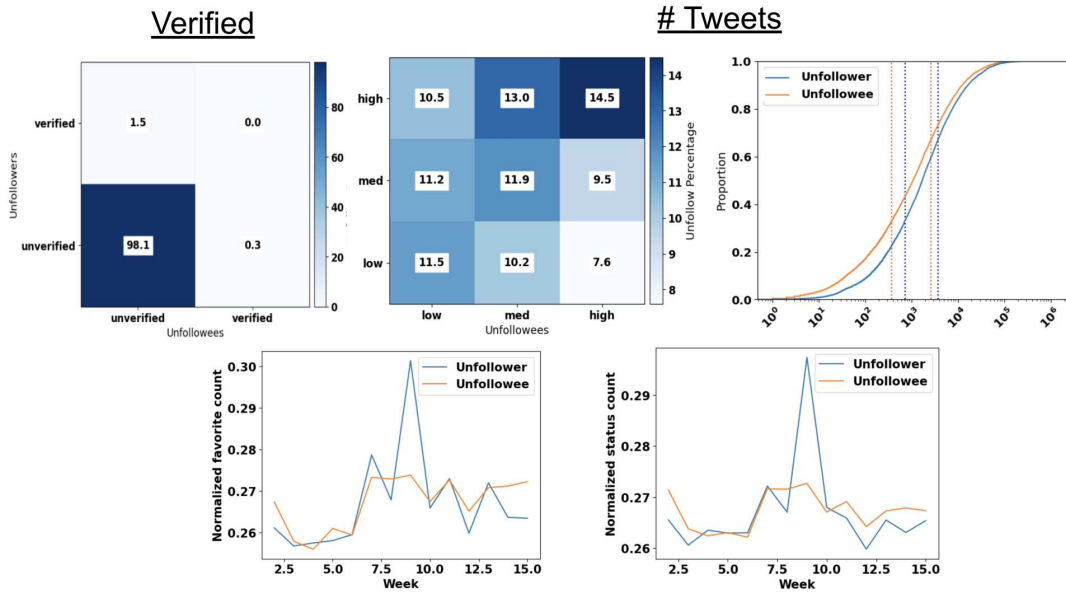 Verified
# Tweets
Unfollowers
verified
unverified
1.5
0.0
98.1
0.3
unverified
verified
Unfollowees
80
60
40
20
0
high
med
low
10.5
13.0
14.5
11.2
11.9
9.5
11.5
10.2
7.6
low
med
high
Unfollowees
Unfollow Percentage
14
13
12
11
10
9
8
Proportion
1.0
0.8
0.6
0.4
0.2
0.0
Unfollower
Unfollowee
10⁰
10¹
10²
10³
10⁴
10⁵
10⁶
Normalized favorite count
0.30
0.29
0.28
0.27
0.26
Unfollower
Unfollowee
2.5
5.0
7.5
10.0
12.5
15.0
Week
Normalized status count
0.29
0.28
0.27
0.26
Unfollower
Unfollowee
2.5
5.0
7.5
10.0
12.5
15.0
Week